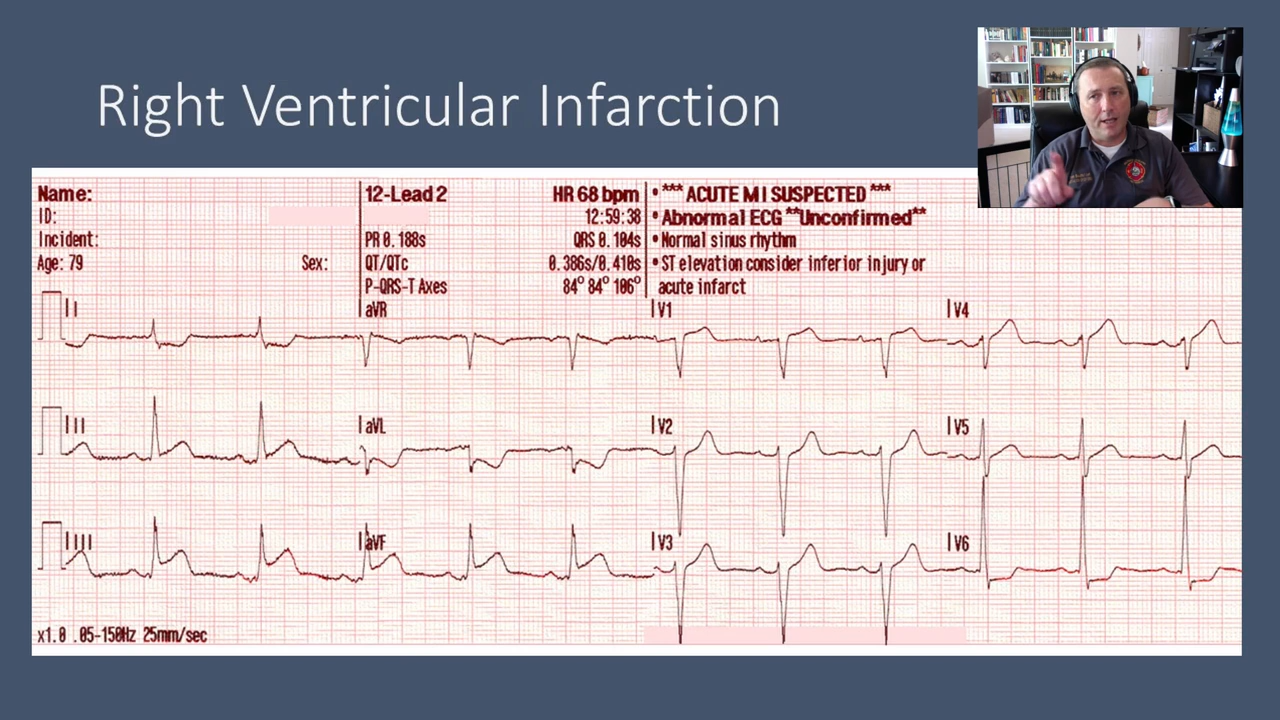 Right Ventricular Infarction
Name:
ID:
Incident:
Age: 79
Sex:
12-Lead 2
HR 68 bpm
12:59:38
PR 0.188s
QRS 0.104s
QT/QTc
0.386s/0.410s
P-QRS-T Axes
84° 84° 106°
• *** ACUTE MI SUSPECTED ***
• Abnormal ECG **Unconfirmed**
• Normal sinus rhythm
• ST elevation consider inferior injury or
acute infarct
I
aVR
V1
V4
II
aVL
V2
V5
III
aVF
V3
V6
x1.0 .05-150Hz 25mm/sec